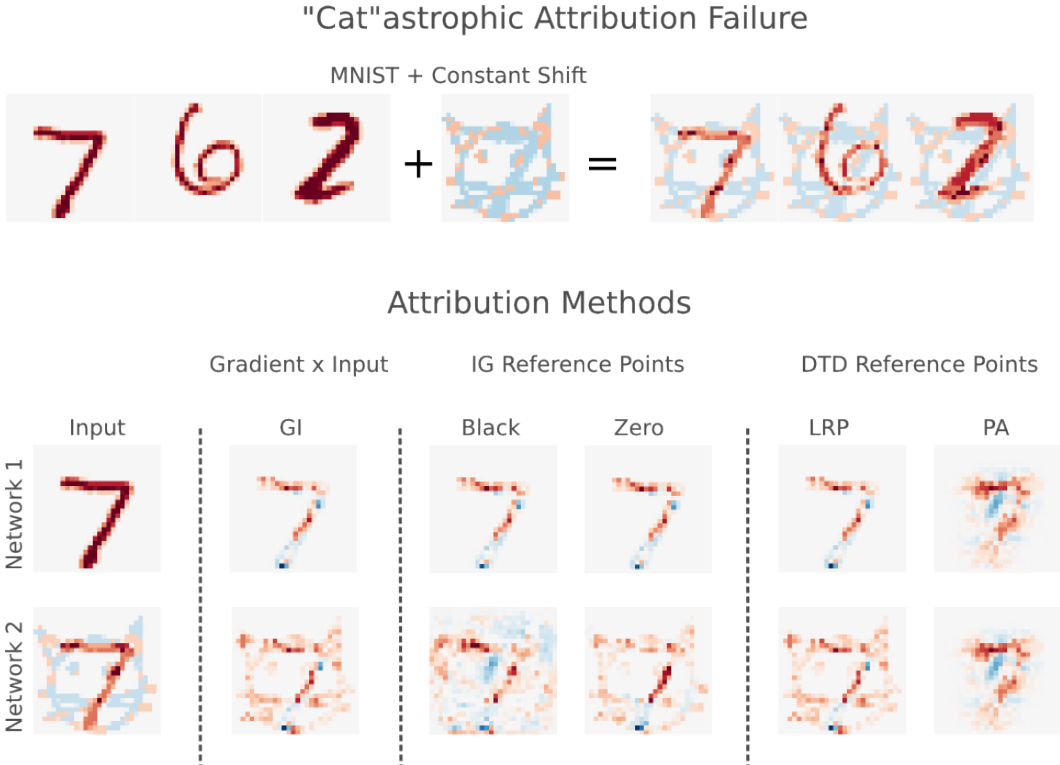 "Cat"astrophic Attribution Failure
MNIST + Constant Shift
+ =
Attribution Methods
Gradient x Input IG Reference Points DTD Reference Points
Input GI Black Zero LRP PA
Network 1
Network 2